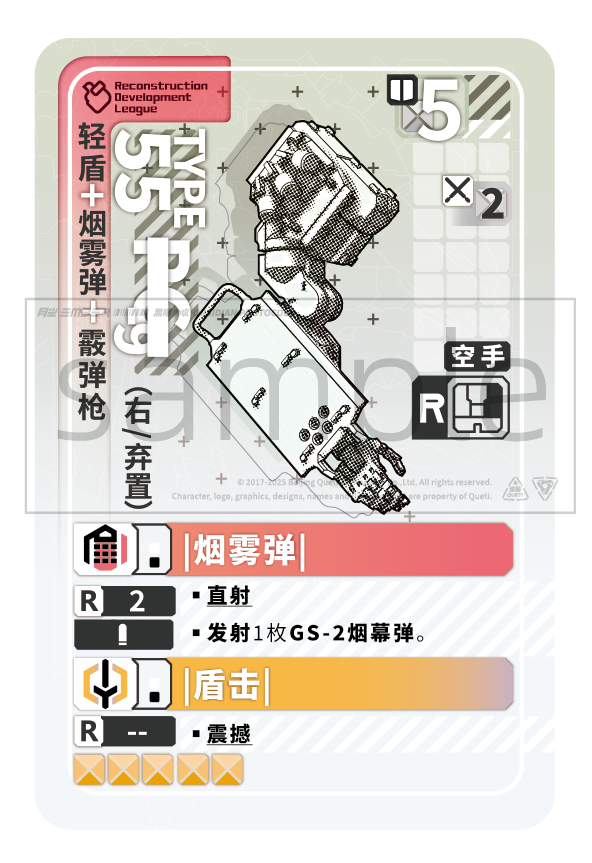 Reconstruction
Development
League
5
2
轻盾+烟雾弹+霰弹枪
TYPE
55
(右/弃置)
空手
R
sample
© 2017-2025 Beijing
Co.,Ltd, All rights reserved.
Character, logo, graphics, designs, names and
are property of Queti.
|烟雾弹|
R 2
▪ 直射
▪ 发射1枚GS-2烟幕弹。
|盾击|
R --
▪ 震撼